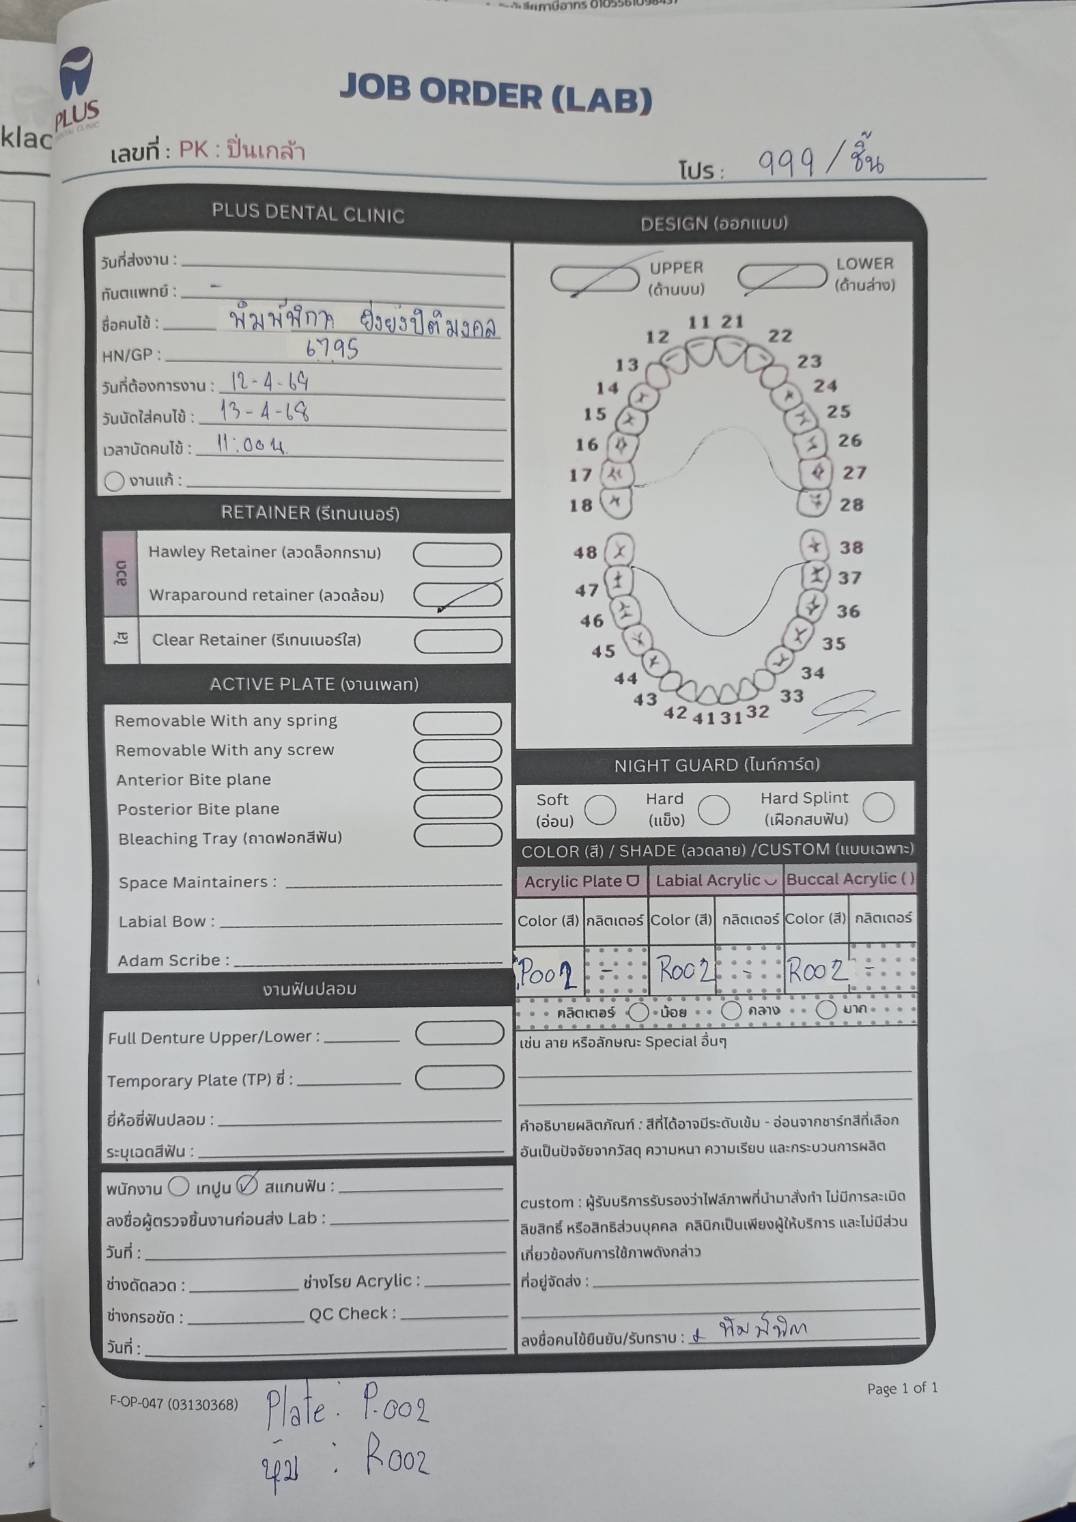 PLUS
JOB ORDER (LAB)
klac
เลขที่ : PK : ปิ่นเกล้า
โปร : 999 / ชิ้น
PLUS DENTAL CLINIC
วันที่ส่งงาน :
ทันตแพทย์ : -
ชื่อคนไข้ : พิมพ์พิกา ยิ่งยงปิติมงคล
HN/GP : 6795
วันที่ต้องการงาน : 12-4-69
วันนัดใส่คนไข้ : 13-4-68
เวลานัดคนไข้ : 11:00 น.
งานแก้ :
RETAINER (รีเทนเนอร์)
ลวด
Hawley Retainer (ลวดล็อกกราม)
Wraparound retainer (ลวดล้อม)
ใส
Clear Retainer (รีเทนเนอร์ใส)
ACTIVE PLATE (งานเพลท)
Removable With any spring
Removable With any screw
Anterior Bite plane
Posterior Bite plane
Bleaching Tray (ถาดฟอกสีฟัน)
Space Maintainers :
Labial Bow :
Adam Scribe :
งานฟันปลอม
Full Denture Upper/Lower :
Temporary Plate (TP) ซี่ :
ยี่ห้อซี่ฟันปลอม :
ระบุเฉดสีฟัน :
พิมพ์งาน เทปูน สแกนฟัน :
ลงชื่อผู้ตรวจชิ้นงานก่อนส่ง Lab :
วันที่ :
ช่างดัดลวด : ช่างโรย Acrylic :
ช่างกรอขัด : QC Check :
วันที่ :
DESIGN (ออกแบบ)
UPPER (ด้านบน)
LOWER (ด้านล่าง)
11 21
12 22
13 23
14 24
15 25
16 26
17 27
18 28
48 38
47 37
46 36
45 35
44 34
43 33
42 41 31 32
NIGHT GUARD (ไนท์การ์ด)
Soft (อ่อน)
Hard (แข็ง)
Hard Splint (เฝือกสบฟัน)
COLOR (สี) / SHADE (ลวดลาย) /CUSTOM (แบบเฉพาะ)
Acrylic Plate Labial Acrylic Buccal Acrylic ( )
Color (สี) กลิตเตอร์ Color (สี) กลิตเตอร์ Color (สี) กลิตเตอร์
P002 - R002 - R002 -
กลิตเตอร์ น้อย กลาง มาก
เช่น ลาย หรือลักษณะ Special อื่นๆ
คำอธิบายผลิตภัณฑ์ : สีที่ได้อาจมีระดับเข้ม - อ่อนจากชาร์ทสีที่เลือก
อันเป็นปัจจัยจากวัสดุ ความหนา ความเรียบ และกระบวนการผลิต
custom : ผู้รับบริการรับรองว่าไฟล์ภาพที่นำมาสั่งทำ ไม่มีการละเมิด
ลิขสิทธิ์ หรือสิทธิส่วนบุคคล คลินิกเป็นเพียงผู้ให้บริการ และไม่มีส่วน
เกี่ยวข้องกับการใช้ภาพดังกล่าว
ที่อยู่จัดส่ง :
ลงชื่อคนไข้ยืนยัน/รับทราบ : พิมพ์พิกา
F-OP-047 (03130368)
Page 1 of 1
Plate : P.002
หุ้ม : R002